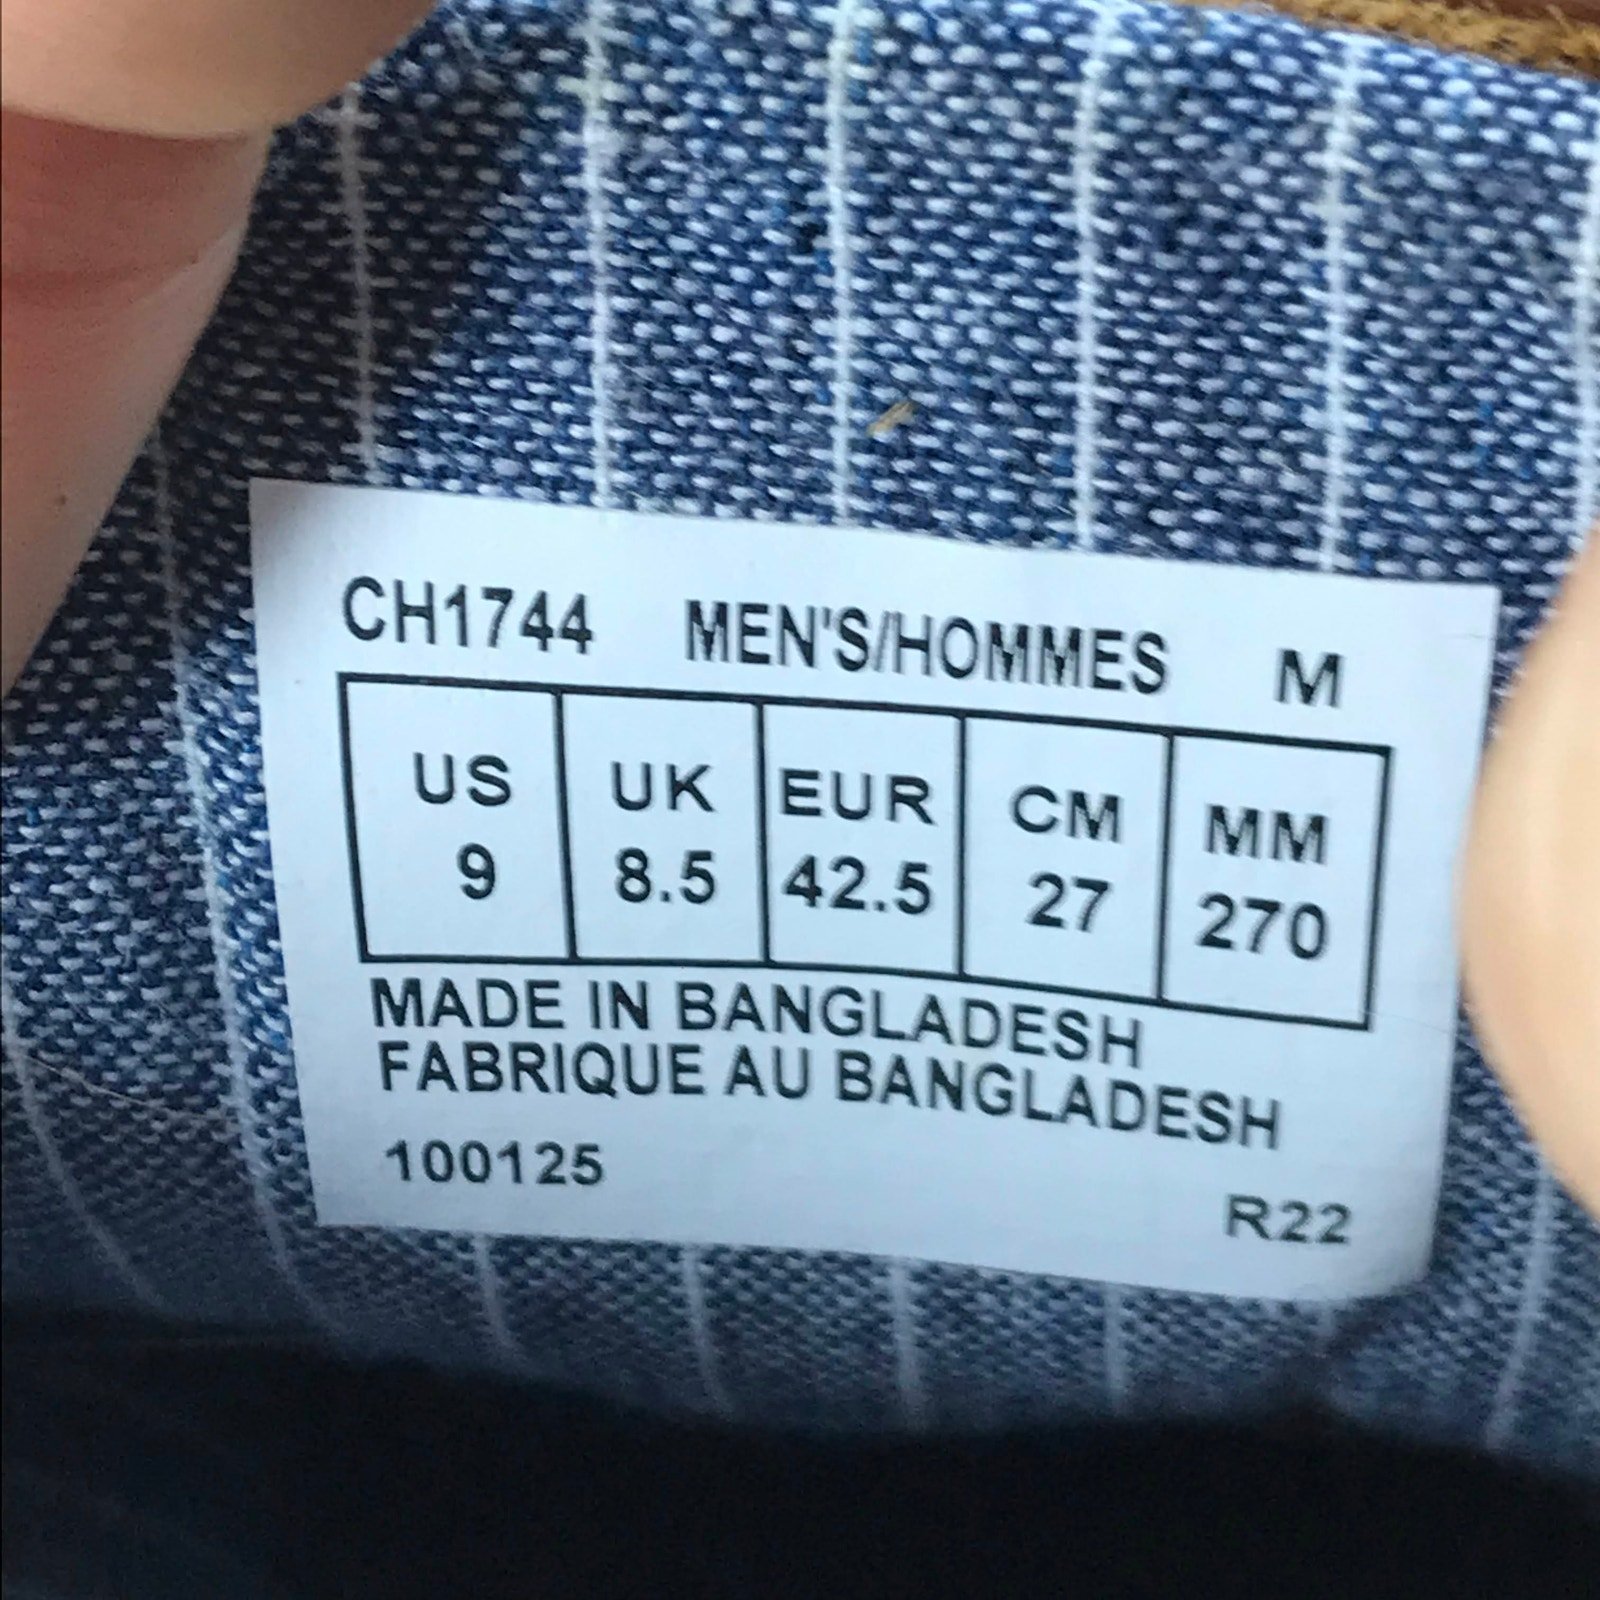 CH1744 MEN'S/HOMMES M
US UK EUR CM MM
9 8.5 42.5 27 270
MADE IN BANGLADESH
FABRIQUE AU BANGLADESH
100125
R22